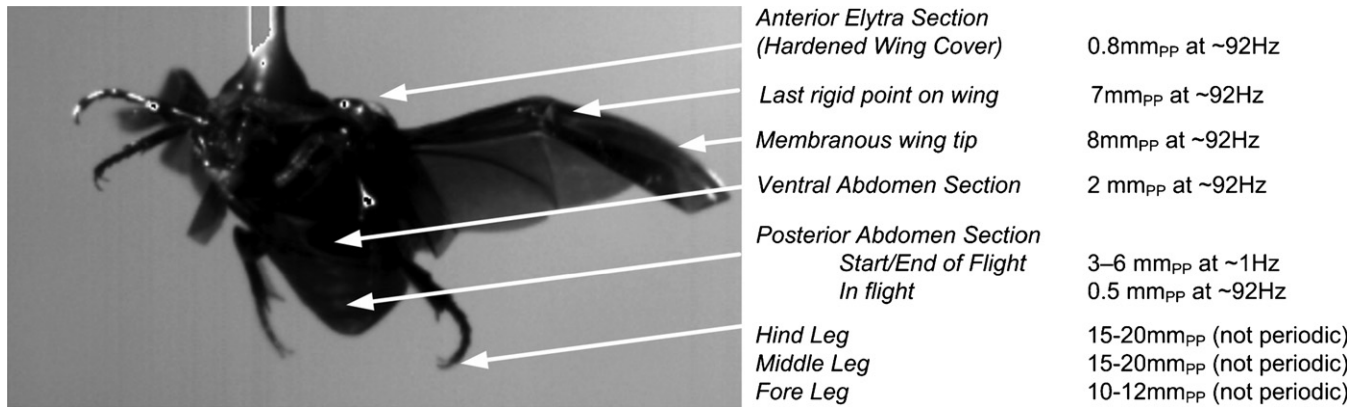 Anterior Elytra Section
(Hardened Wing Cover) 0.8mmPP at ~92Hz
Last rigid point on wing 7mmPP at ~92Hz
Membranous wing tip 8mmPP at ~92Hz
Ventral Abdomen Section 2 mmPP at ~92Hz
Posterior Abdomen Section
Start/End of Flight 3–6 mmPP at ~1Hz
In flight 0.5 mmPP at ~92Hz
Hind Leg 15-20mmPP (not periodic)
Middle Leg 15-20mmPP (not periodic)
Fore Leg 10-12mmPP (not periodic)